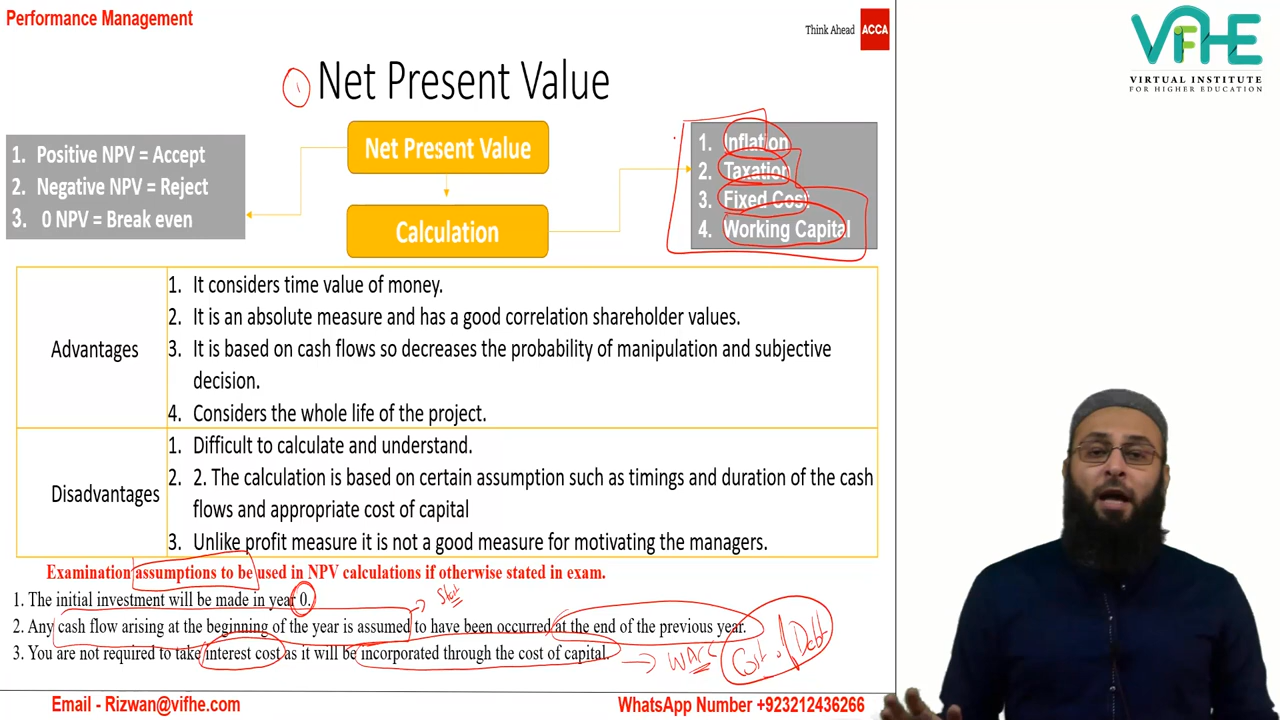 Performance Management
Think Ahead ACCA
VIFHE
VIRTUAL INSTITUTE
FOR HIGHER EDUCATION
1 Net Present Value
1. Positive NPV = Accept
2. Negative NPV = Reject
3. 0 NPV = Break even
Net Present Value
Calculation
1. Inflation
2. Taxation
3. Fixed Cost
4. Working Capital
Advantages
1. It considers time value of money.
2. It is an absolute measure and has a good correlation shareholder values.
3. It is based on cash flows so decreases the probability of manipulation and subjective
decision.
4. Considers the whole life of the project.
Disadvantages
1. Difficult to calculate and understand.
2. 2. The calculation is based on certain assumption such as timings and duration of the cash
flows and appropriate cost of capital
3. Unlike profit measure it is not a good measure for motivating the managers.
Examination assumptions to be used in NPV calculations if otherwise stated in exam.
1. The initial investment will be made in year 0.
Start
2. Any cash flow arising at the beginning of the year is assumed to have been occurred at the end of the previous year.
3. You are not required to take interest cost as it will be incorporated through the cost of capital.
WACC
Cost of Debt
Email - Rizwan@vifhe.com
WhatsApp Number +923212436266